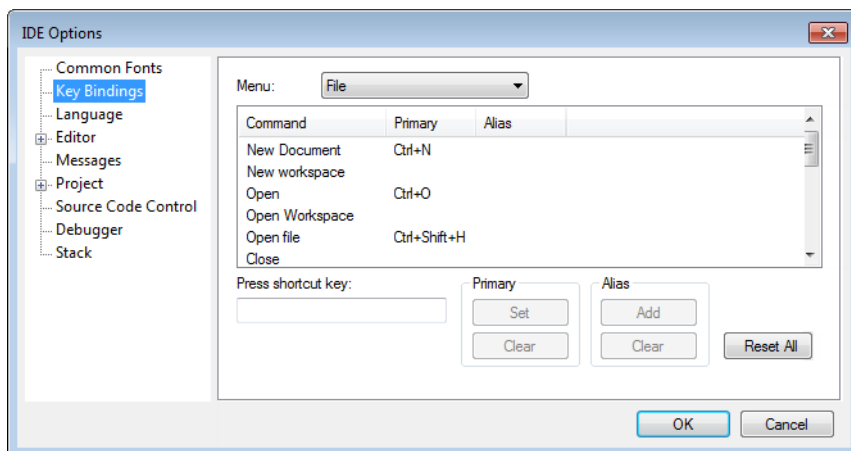 IDE Options
Common Fonts
Key Bindings
Language
Editor
Messages
Project
Source Code Control
Debugger
Stack
Menu: File
Command Primary Alias
New Document Ctrl+N
New workspace
Open Ctrl+O
Open Workspace
Open file Ctrl+Shift+H
Close
Press shortcut key: Primary Alias
Set Add
Clear Clear Reset All
OK Cancel